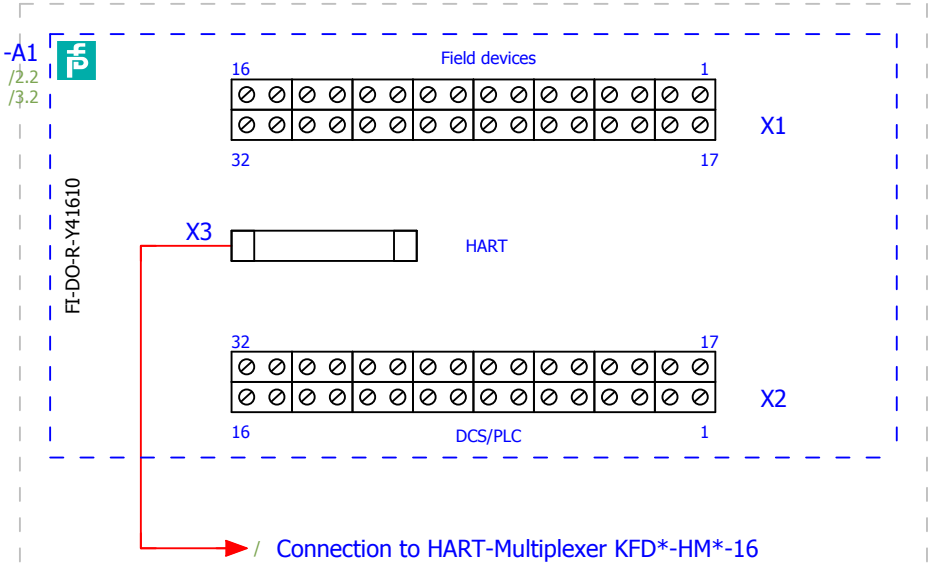 -A1
/2.2
/3.2
Field devices
16 1
X1
32 17
FI-DO-R-Y41610
X3
HART
32 17
X2
16 1
DCS/PLC
/ Connection to HART-Multiplexer KFD*-HM*-16